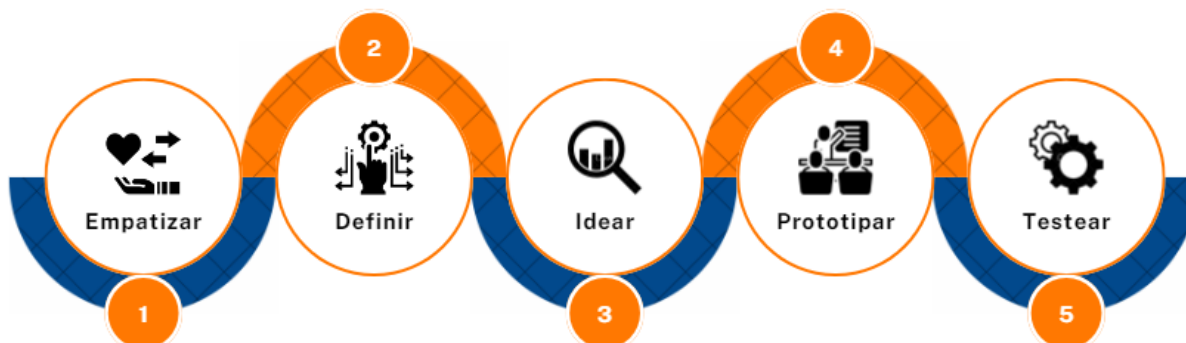 1
Empatizar
2
Definir
3
Idear
4
Prototipar
5
Testear